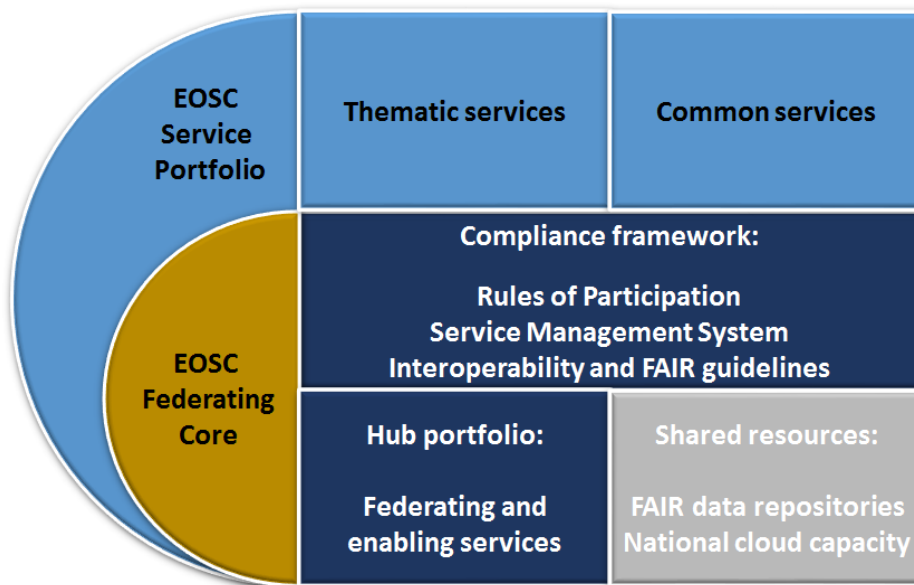 EOSC
Service
Portfolio
Thematic services
Common services
EOSC
Federating
Core
Compliance framework:
Rules of Participation
Service Management System
Interoperability and FAIR guidelines
Hub portfolio:
Federating and
enabling services
Shared resources:
FAIR data repositories
National cloud capacity